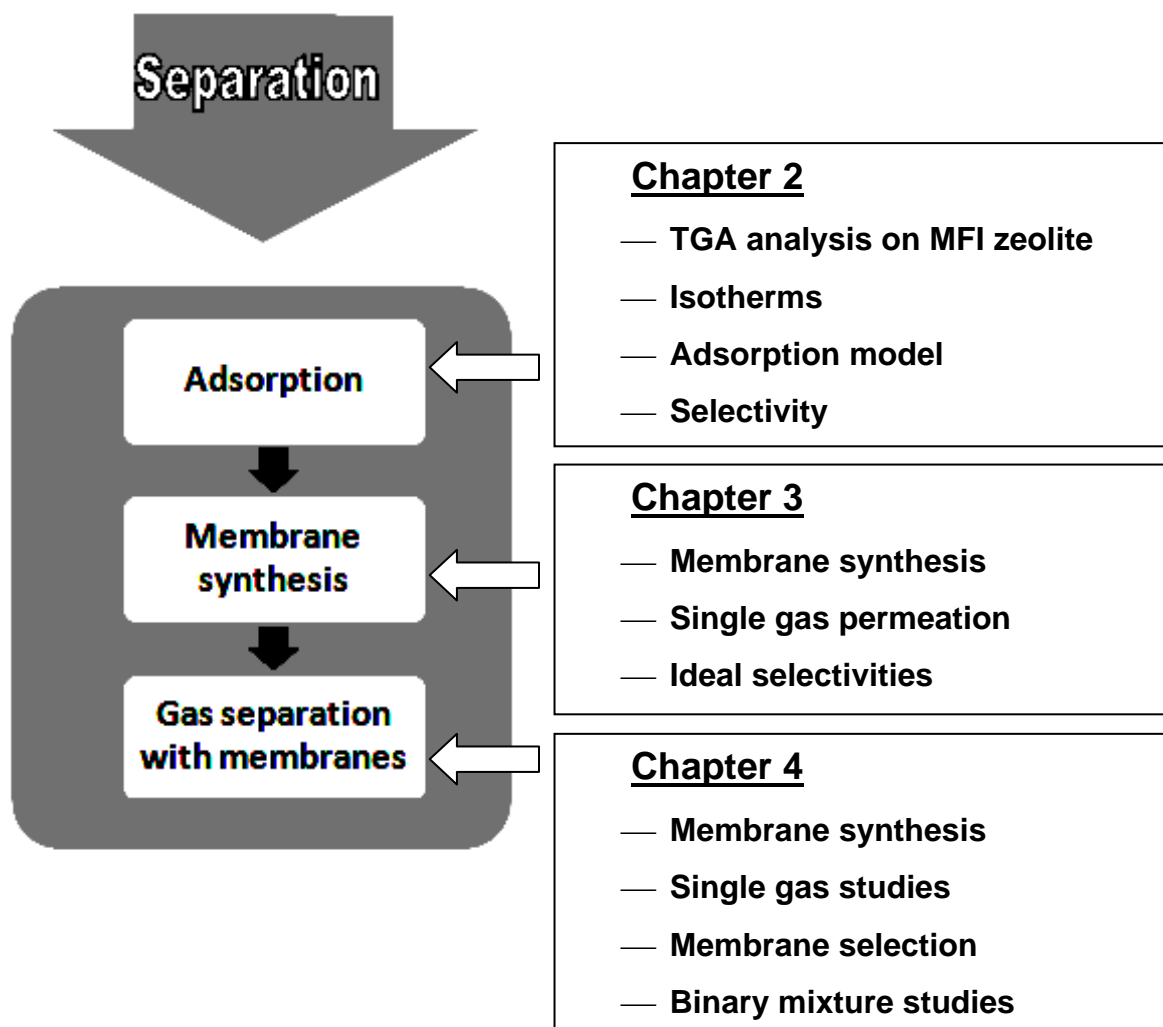 Separation
Adsorption
Membrane
synthesis
Gas separation
with membranes
Chapter 2
— TGA analysis on MFI zeolite
— Isotherms
— Adsorption model
— Selectivity
Chapter 3
— Membrane synthesis
— Single gas permeation
— Ideal selectivities
Chapter 4
— Membrane synthesis
— Single gas studies
— Membrane selection
— Binary mixture studies